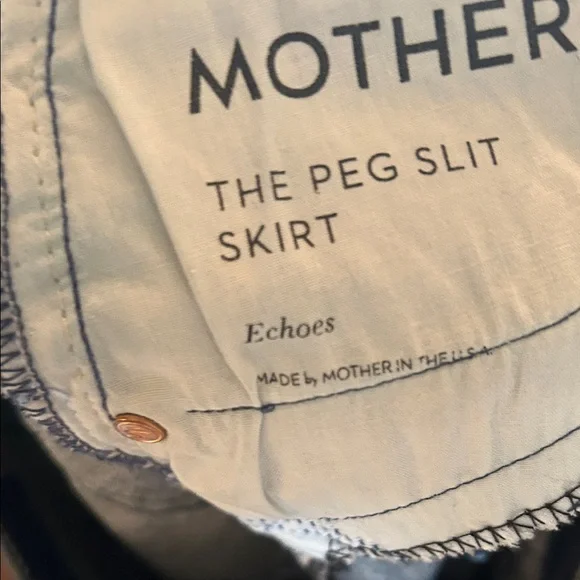 MOTHER
THE PEG SLIT
SKIRT
Echoes
MADE by MOTHER IN THE U.S.A.